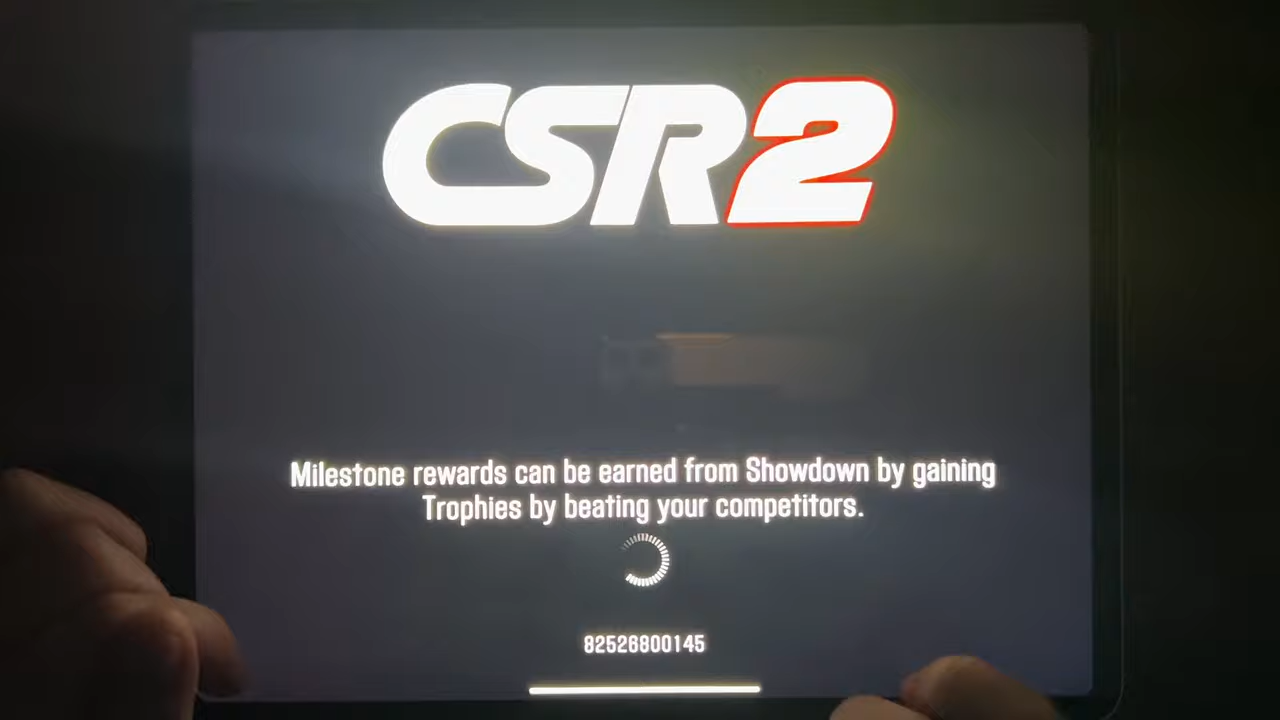 CSR2
Milestone rewards can be earned from Showdown by gaining
Trophies by beating your competitors.
82526800145